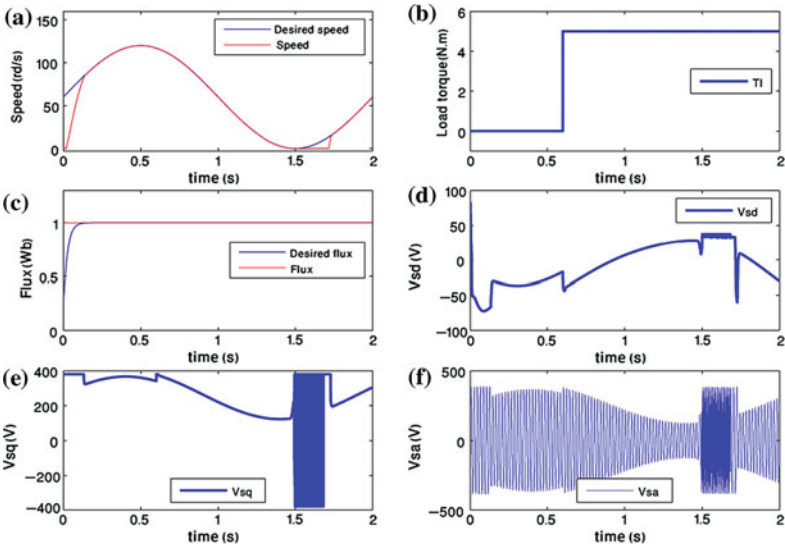 (a)
150
100
50
0
Speed (rd/s)
Desired speed
Speed
0 0.5 1 1.5 2
time (s)
(b)
6
4
2
0
Load torque(N.m)
Tl
0 0.5 1 1.5 2
time (s)
(c)
1
0.5
0
Flux (Wb)
Desired flux
Flux
0 0.5 1 1.5 2
time (s)
(d)
100
50
0
−50
−100
Vsd (V)
Vsd
0 0.5 1 1.5 2
time (s)
(e)
400
200
0
−200
−400
Vsq (V)
Vsq
0 0.5 1 1.5 2
time (s)
(f)
500
0
−500
Vsa (V)
Vsa
0 0.5 1 1.5 2
time (s)